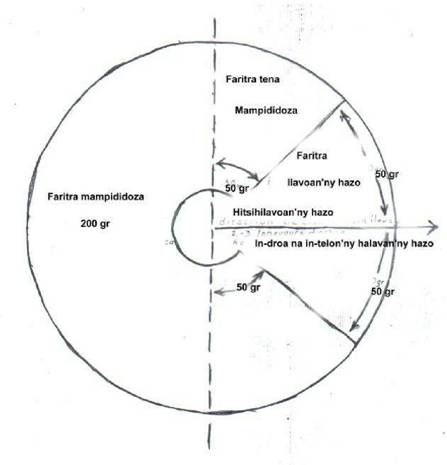 Faritra tena
Mampididoza
Faritra
50 gr
50 gr
Ilavoan'ny hazo
Faritra mampididoza
200 gr
Hitsihilavoan'ny hazo
In-droa na in-telon'ny halavan'ny hazo
50 gr
50 gr